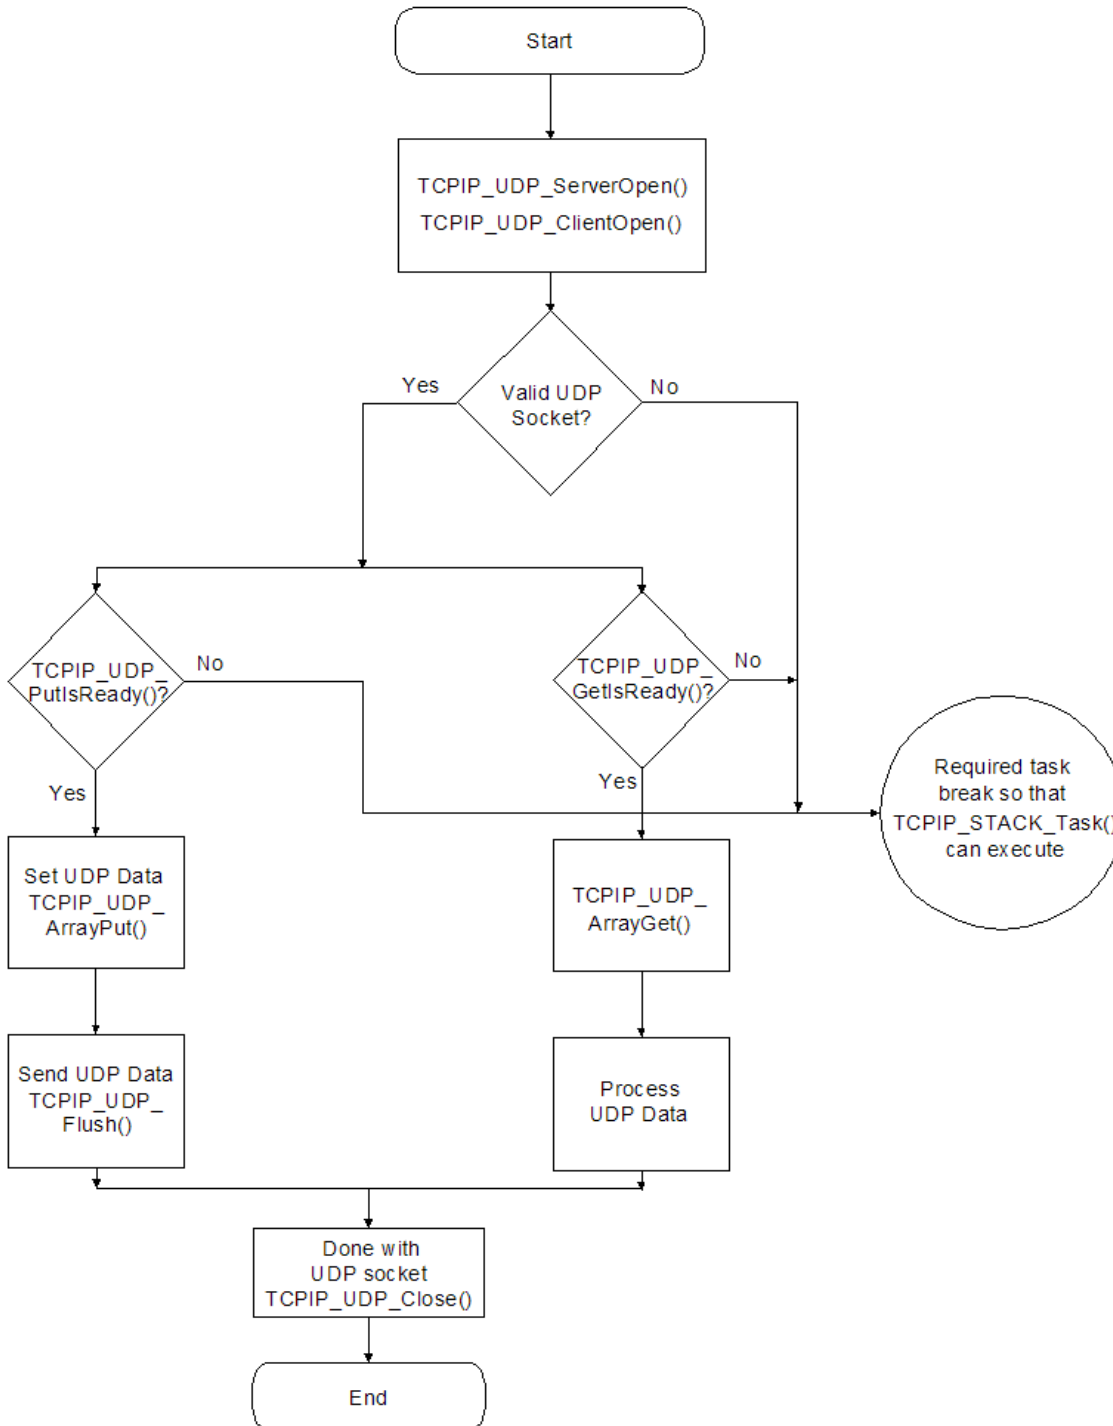 Start
TCPIP_UDP_ServerOpen()
TCPIP_UDP_ClientOpen()
Yes
Valid UDP
Socket?
No
TCPIP_UDP_
PutIsReady()?
No
TCPIP_UDP_
GetIsReady()?
No
Yes
Yes
Required task
break so that
TCPIP_STACK_Task()
can execute
Set UDP Data
TCPIP_UDP_
ArrayPut()
TCPIP_UDP_
ArrayGet()
Send UDP Data
TCPIP_UDP_
Flush()
Process
UDP Data
Done with
UDP socket
TCPIP_UDP_Close()
End